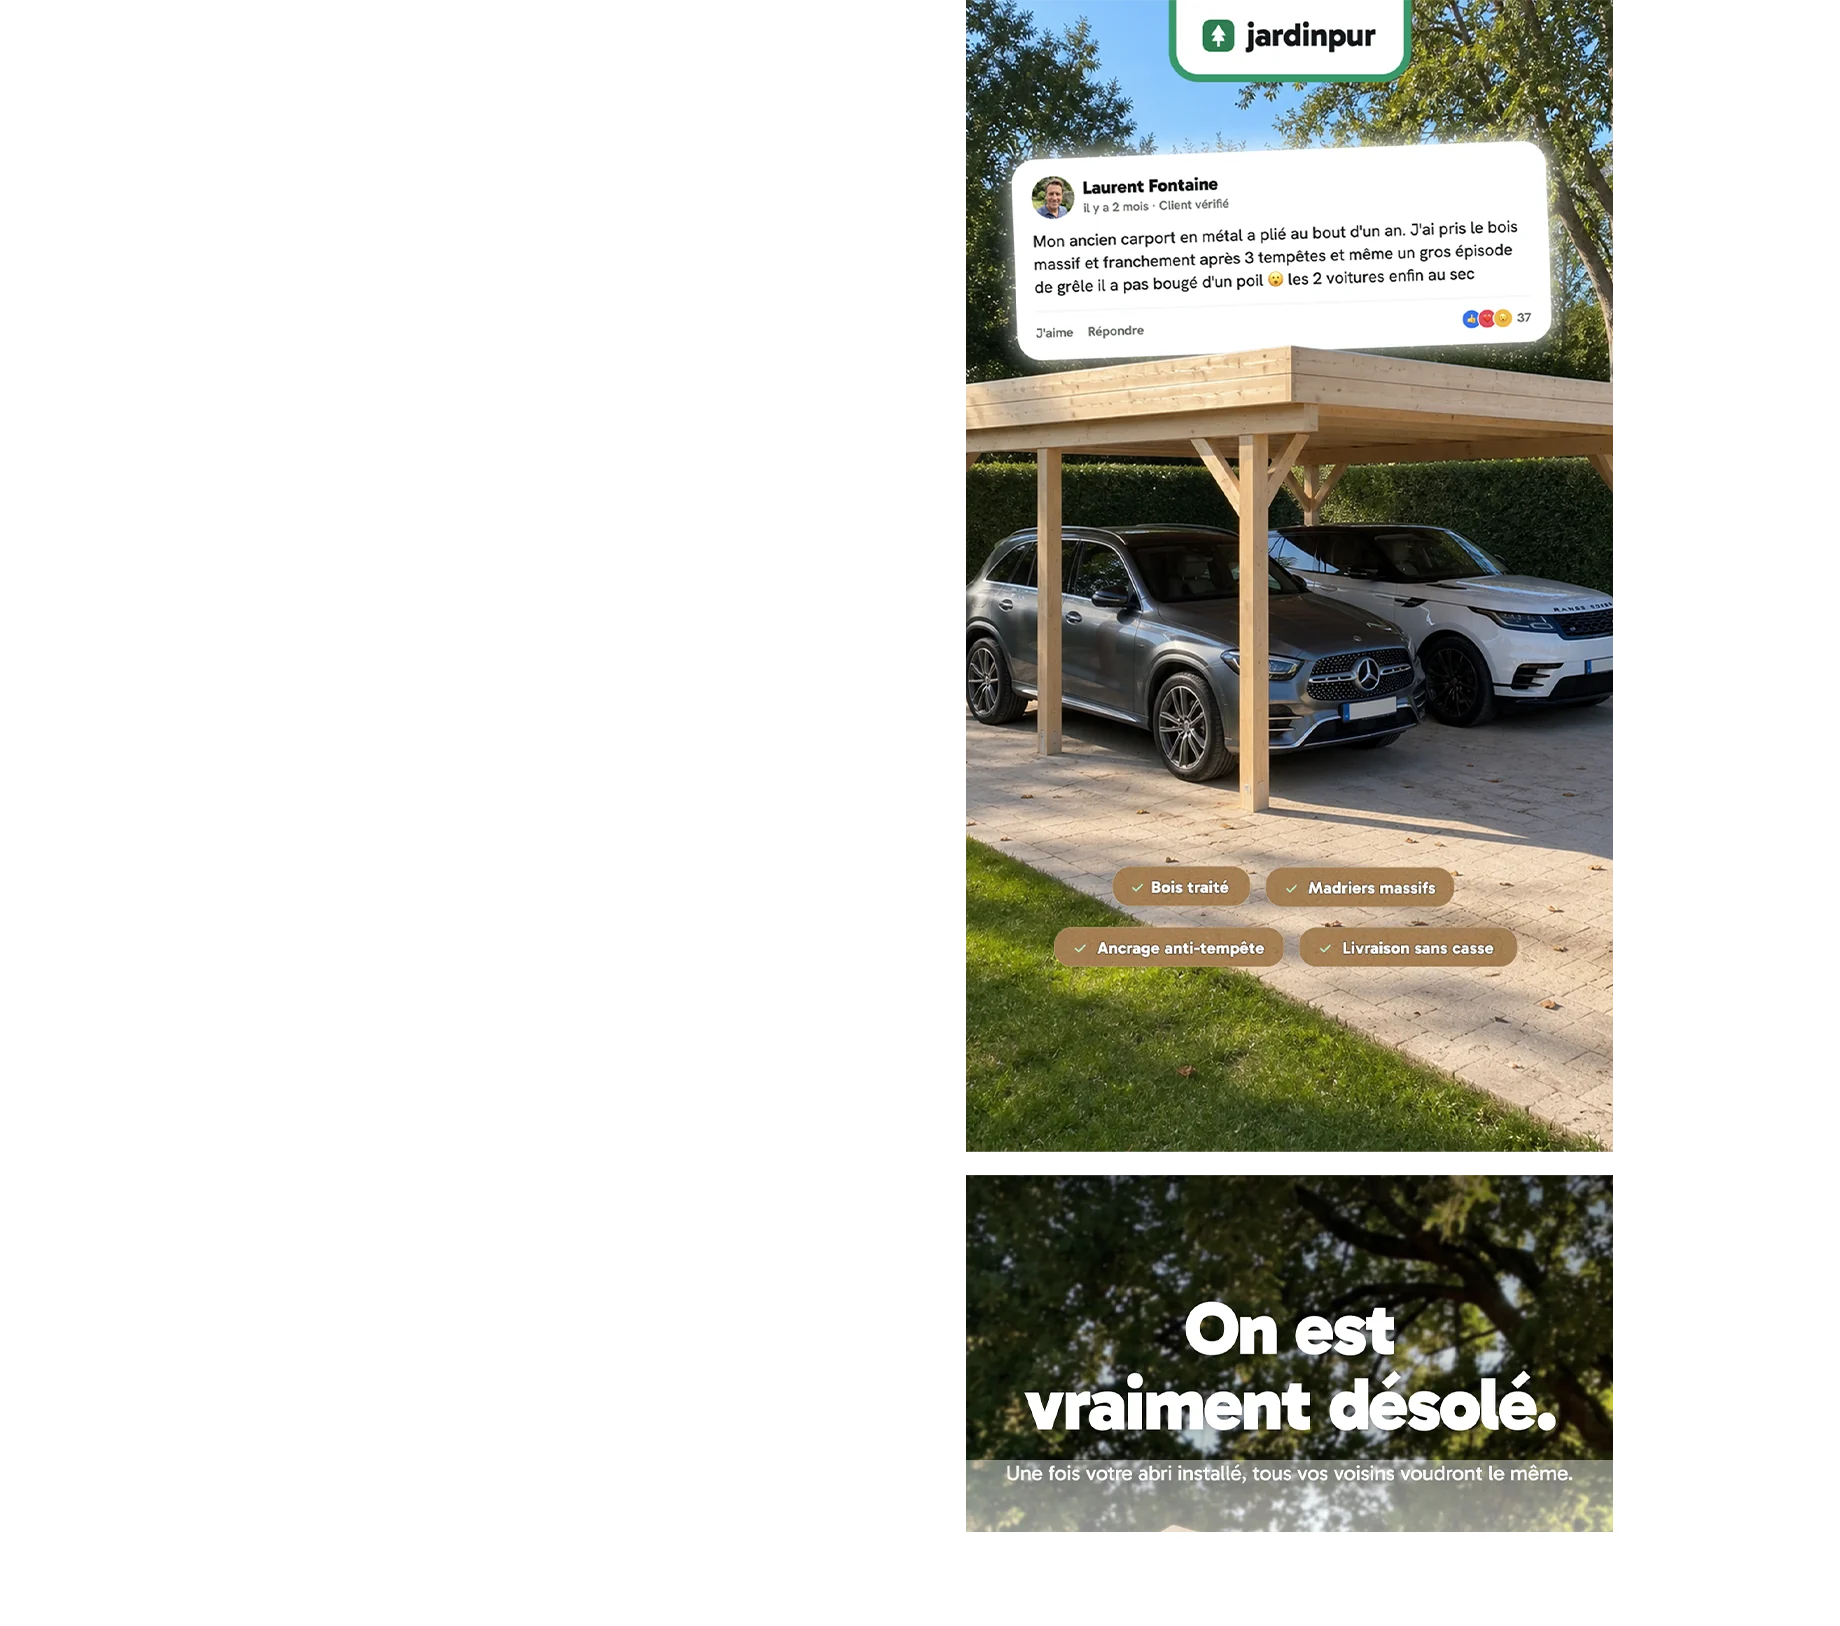 jardinpur
Laurent Fontaine
il y a 2 mois · Client vérifié
Mon ancien carport en métal a plié au bout d'un an. J'ai pris le bois
massif et franchement après 3 tempêtes et même un gros épisode
de grêle il a pas bougé d'un poil 😮 les 2 voitures enfin au sec
J'aime Répondre
37
RANGE ROVER
✓ Bois traité
✓ Madriers massifs
✓ Ancrage anti-tempête
✓ Livraison sans casse
On est
vraiment désolé.
Une fois votre abri installé, tous vos voisins voudront le même.